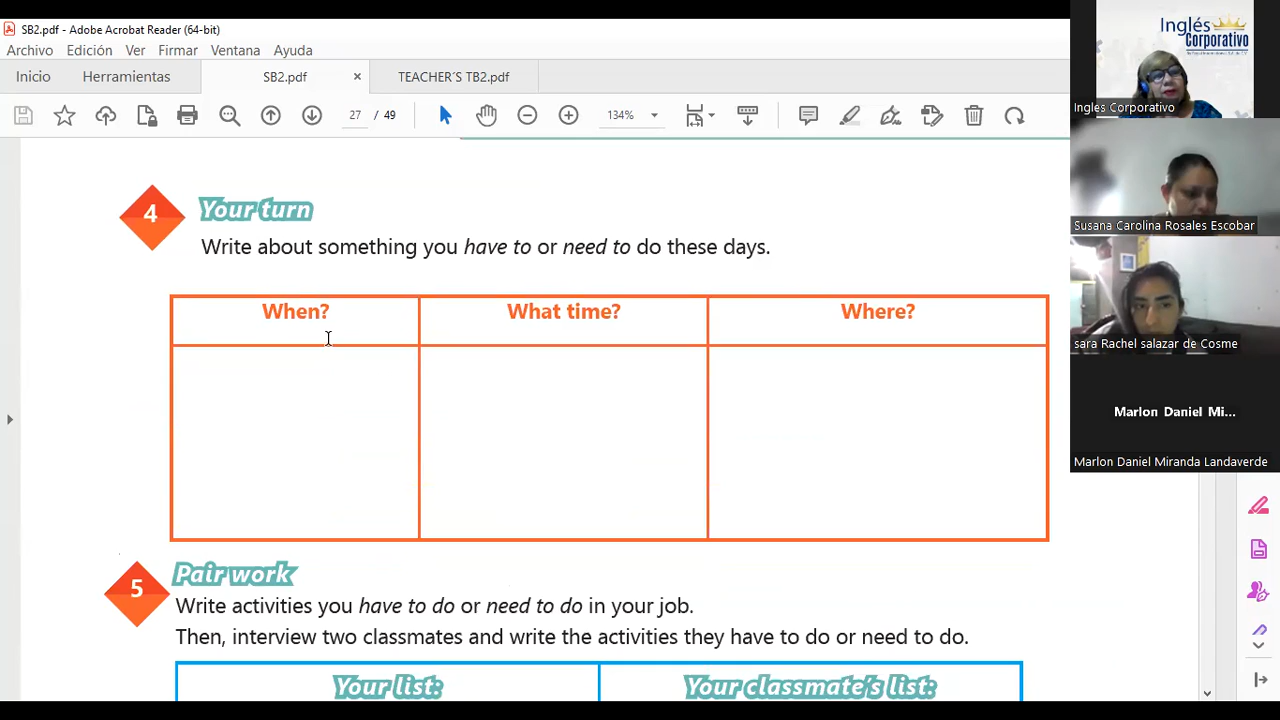 SB2.pdf - Adobe Acrobat Reader (64-bit)
Archivo Edición Ver Firmar Ventana Ayuda
Inicio Herramientas SB2.pdf × TEACHER´S TB2.pdf
27 / 49 134%
4 Your turn
Write about something you have to or need to do these days.
When? What time? Where?
5 Pair work
Write activities you have to do or need to do in your job.
Then, interview two classmates and write the activities they have to do or need to do.
Your list: Your classmate's list:
Inglés
Corporativo
Ingles Corporativo
Susana Carolina Rosales Escobar
sara Rachel salazar de Cosme
Marlon Daniel Mi...
Marlon Daniel Miranda Landaverde